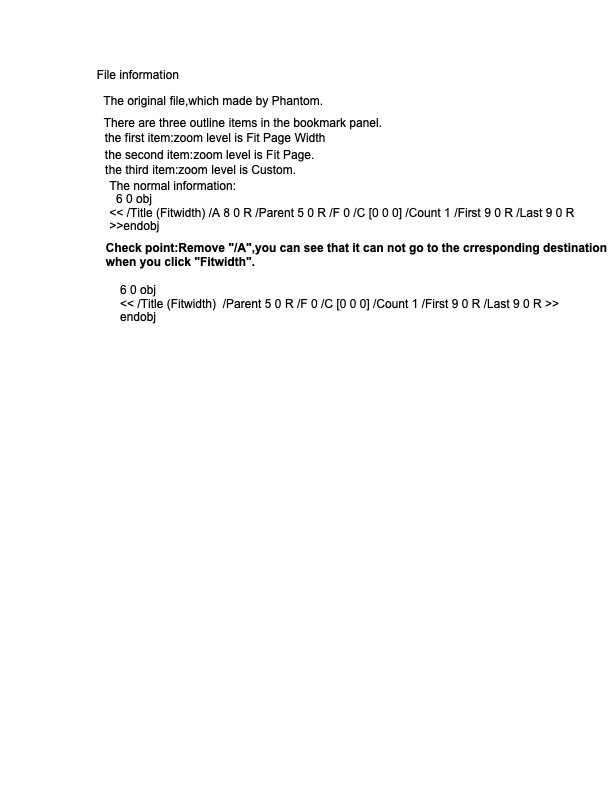 File information
The original file,which made by Phantom.
There are three outline items in the bookmark panel.
the first item:zoom level is Fit Page Width
the second item:zoom level is Fit Page.
the third item:zoom level is Custom.
The normal information:
6 0 obj
<< /Title (Fitwidth) /A 8 0 R /Parent 5 0 R /F 0 /C [0 0 0] /Count 1 /First 9 0 R /Last 9 0 R
>>endobj
Check point:Remove "/A",you can see that it can not go to the crresponding destination
when you click "Fitwidth".
6 0 obj
<< /Title (Fitwidth)  /Parent 5 0 R /F 0 /C [0 0 0] /Count 1 /First 9 0 R /Last 9 0 R >>
endobj